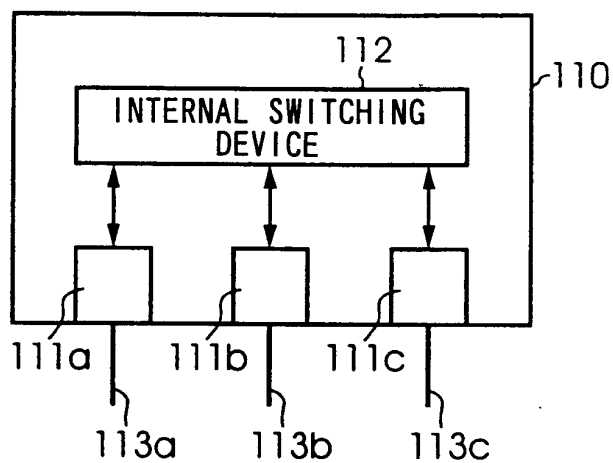 112
110
INTERNAL SWITCHING
DEVICE
111a
111b
111c
113a
113b
113c